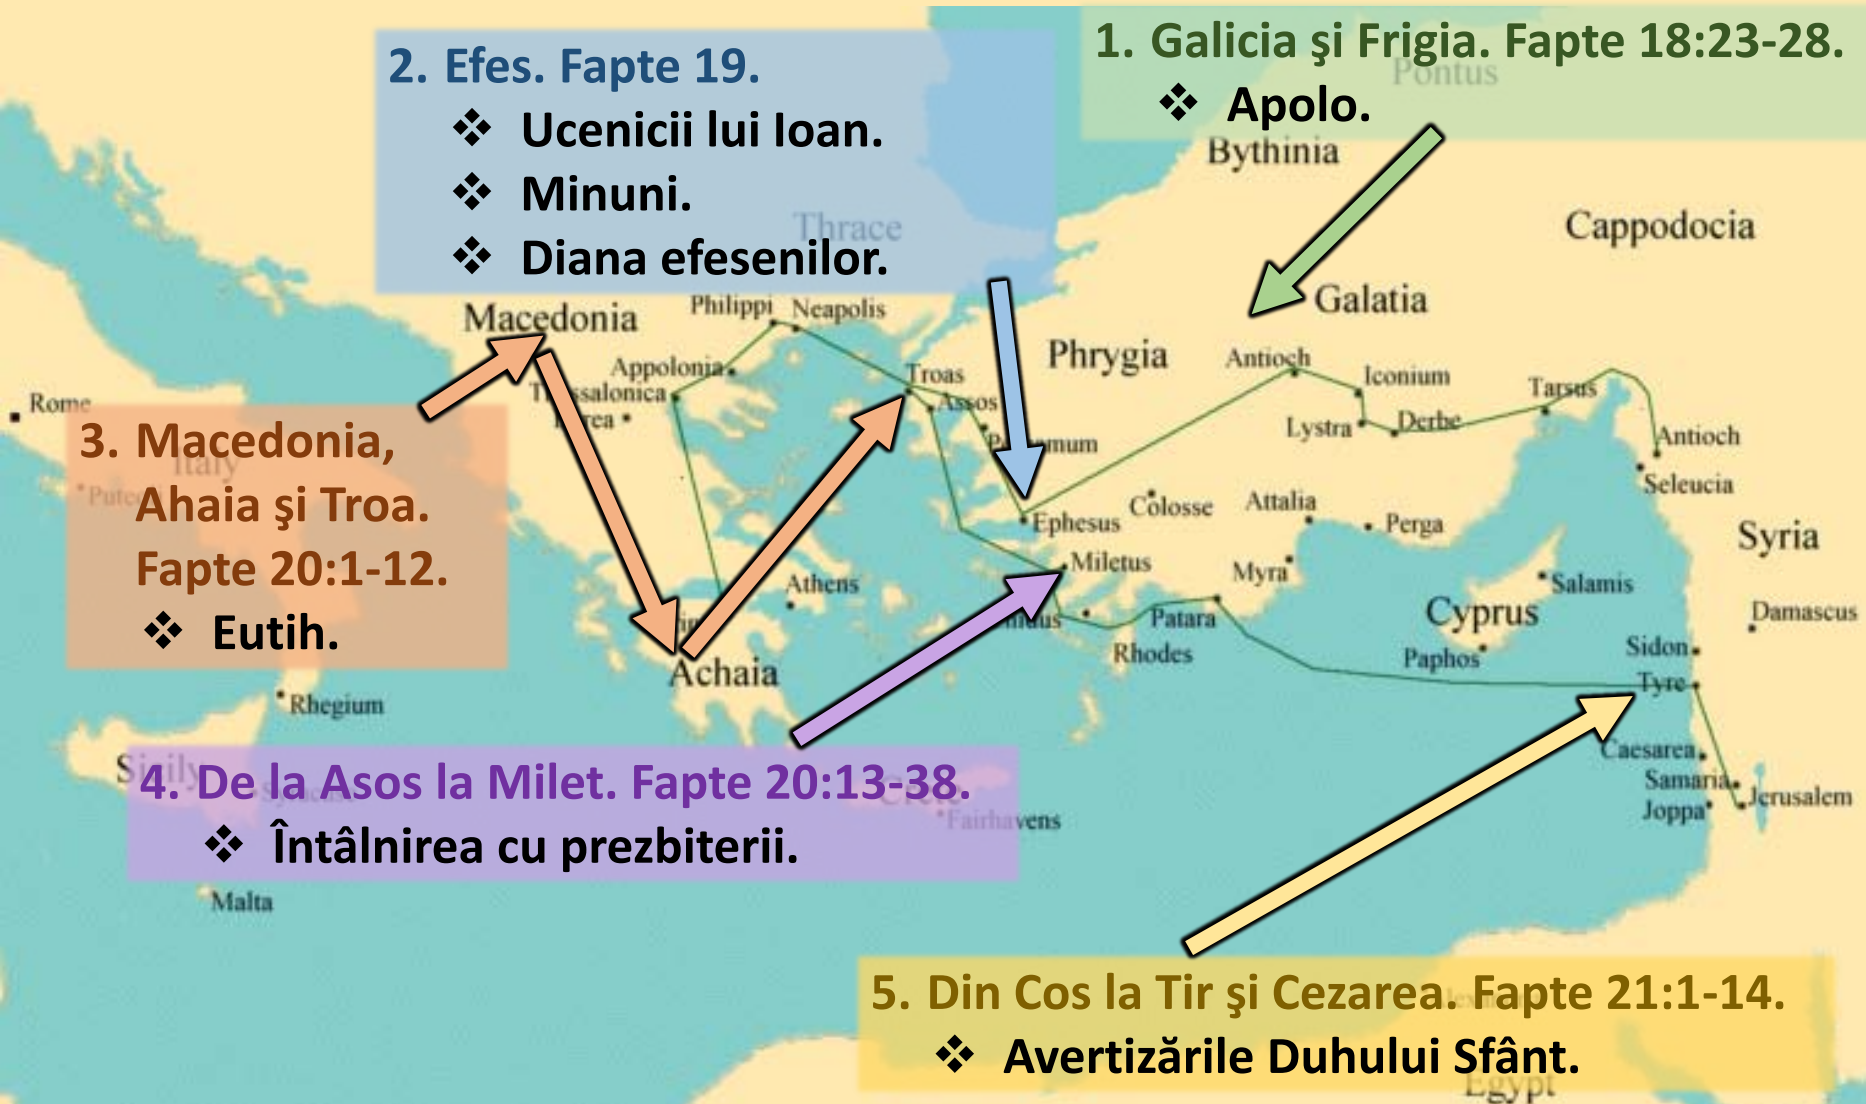 1. Galicia şi Frigia. Fapte 18:23-28.
❖ Apolo.
2. Efes. Fapte 19.
❖ Ucenicii lui Ioan.
❖ Minuni.
❖ Diana efesenilor.
3. Macedonia,
Ahaia şi Troa.
Fapte 20:1-12.
❖ Eutih.
4. De la Asos la Milet. Fapte 20:13-38.
❖ Întâlnirea cu prezbiterii.
5. Din Cos la Tir şi Cezarea. Fapte 21:1-14.
❖ Avertizările Duhului Sfânt.
Pontus
Bythinia
Cappodocia
Thrace
Macedonia
Philippi
Neapolis
Galatia
Phrygia
Antioch
Iconium
Appolonia
Troas
Assos
Tarsus
Rome
Lystra
Derbe
Antioch
Italy
Seleucia
Colosse
Attalia
Ephesus
Perga
Syria
Miletus
Myra
Athens
Salamis
Cyprus
Patara
Damascus
Rhodes
Paphos
Sidon
Achaia
Tyre
Rhegium
Caesarea
Sicily
Samaria
Jerusalem
Joppa
Syracuse
Crete
Fairhavens
Malta
Egypt